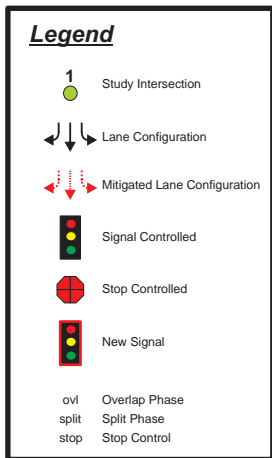 Legend
1
Study Intersection
Lane Configuration
Mitigated Lane Configuration
Signal Controlled
Stop Controlled
New Signal
ovl Overlap Phase
split Split Phase
stop Stop Control